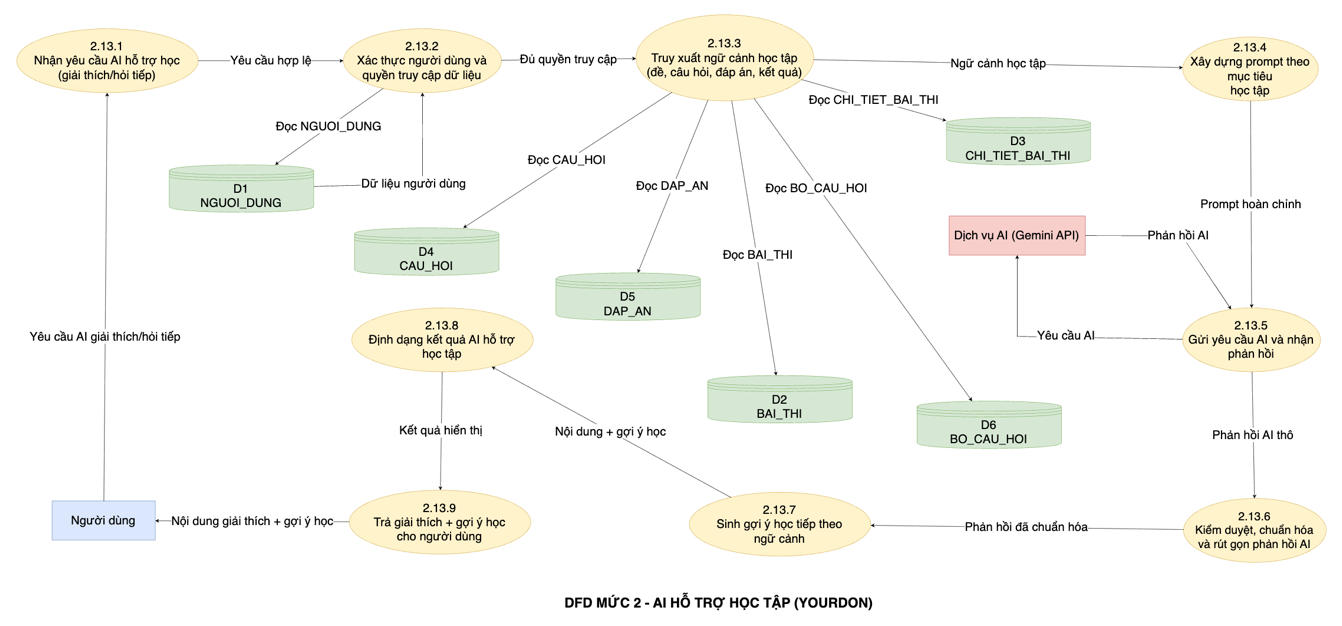 2.13.1
Nhận yêu cầu AI hỗ trợ học
(giải thích/hỏi tiếp)
Yêu cầu hợp lệ
2.13.2
Xác thực người dùng và
quyền truy cập dữ liệu
Đủ quyền truy cập
2.13.3
Truy xuất ngữ cảnh học tập
(đề, câu hỏi, đáp án, kết quả)
Ngữ cảnh học tập
2.13.4
Xây dựng prompt theo
mục tiêu
học tập
Đọc NGUOI_DUNG
Đọc CHI_TIET_BAI_THI
D3
CHI_TIET_BAI_THI
Đọc CAU_HOI
D1
NGUOI_DUNG
Dữ liệu người dùng
Đọc DAP_AN
Đọc BO_CAU_HOI
Prompt hoàn chỉnh
Dịch vụ AI (Gemini API)
Phản hồi AI
D4
CAU_HOI
Đọc BAI_THI
D5
DAP_AN
Yêu cầu AI giải thích/hỏi tiếp
2.13.8
Định dạng kết quả AI hỗ trợ
học tập
Yêu cầu AI
2.13.5
Gửi yêu cầu AI và nhận
phản hồi
D2
BAI_THI
D6
BO_CAU_HOI
Kết quả hiển thị
Nội dung + gợi ý học
Phản hồi AI thô
Người dùng
Nội dung giải thích + gợi ý học
2.13.9
Trả giải thích + gợi ý học
cho người dùng
2.13.7
Sinh gợi ý học tiếp theo
ngữ cảnh
Phản hồi đã chuẩn hóa
2.13.6
Kiểm duyệt, chuẩn hóa
và rút gọn phản hồi AI
DFD MỨC 2 - AI HỖ TRỢ HỌC TẬP (YOURDON)